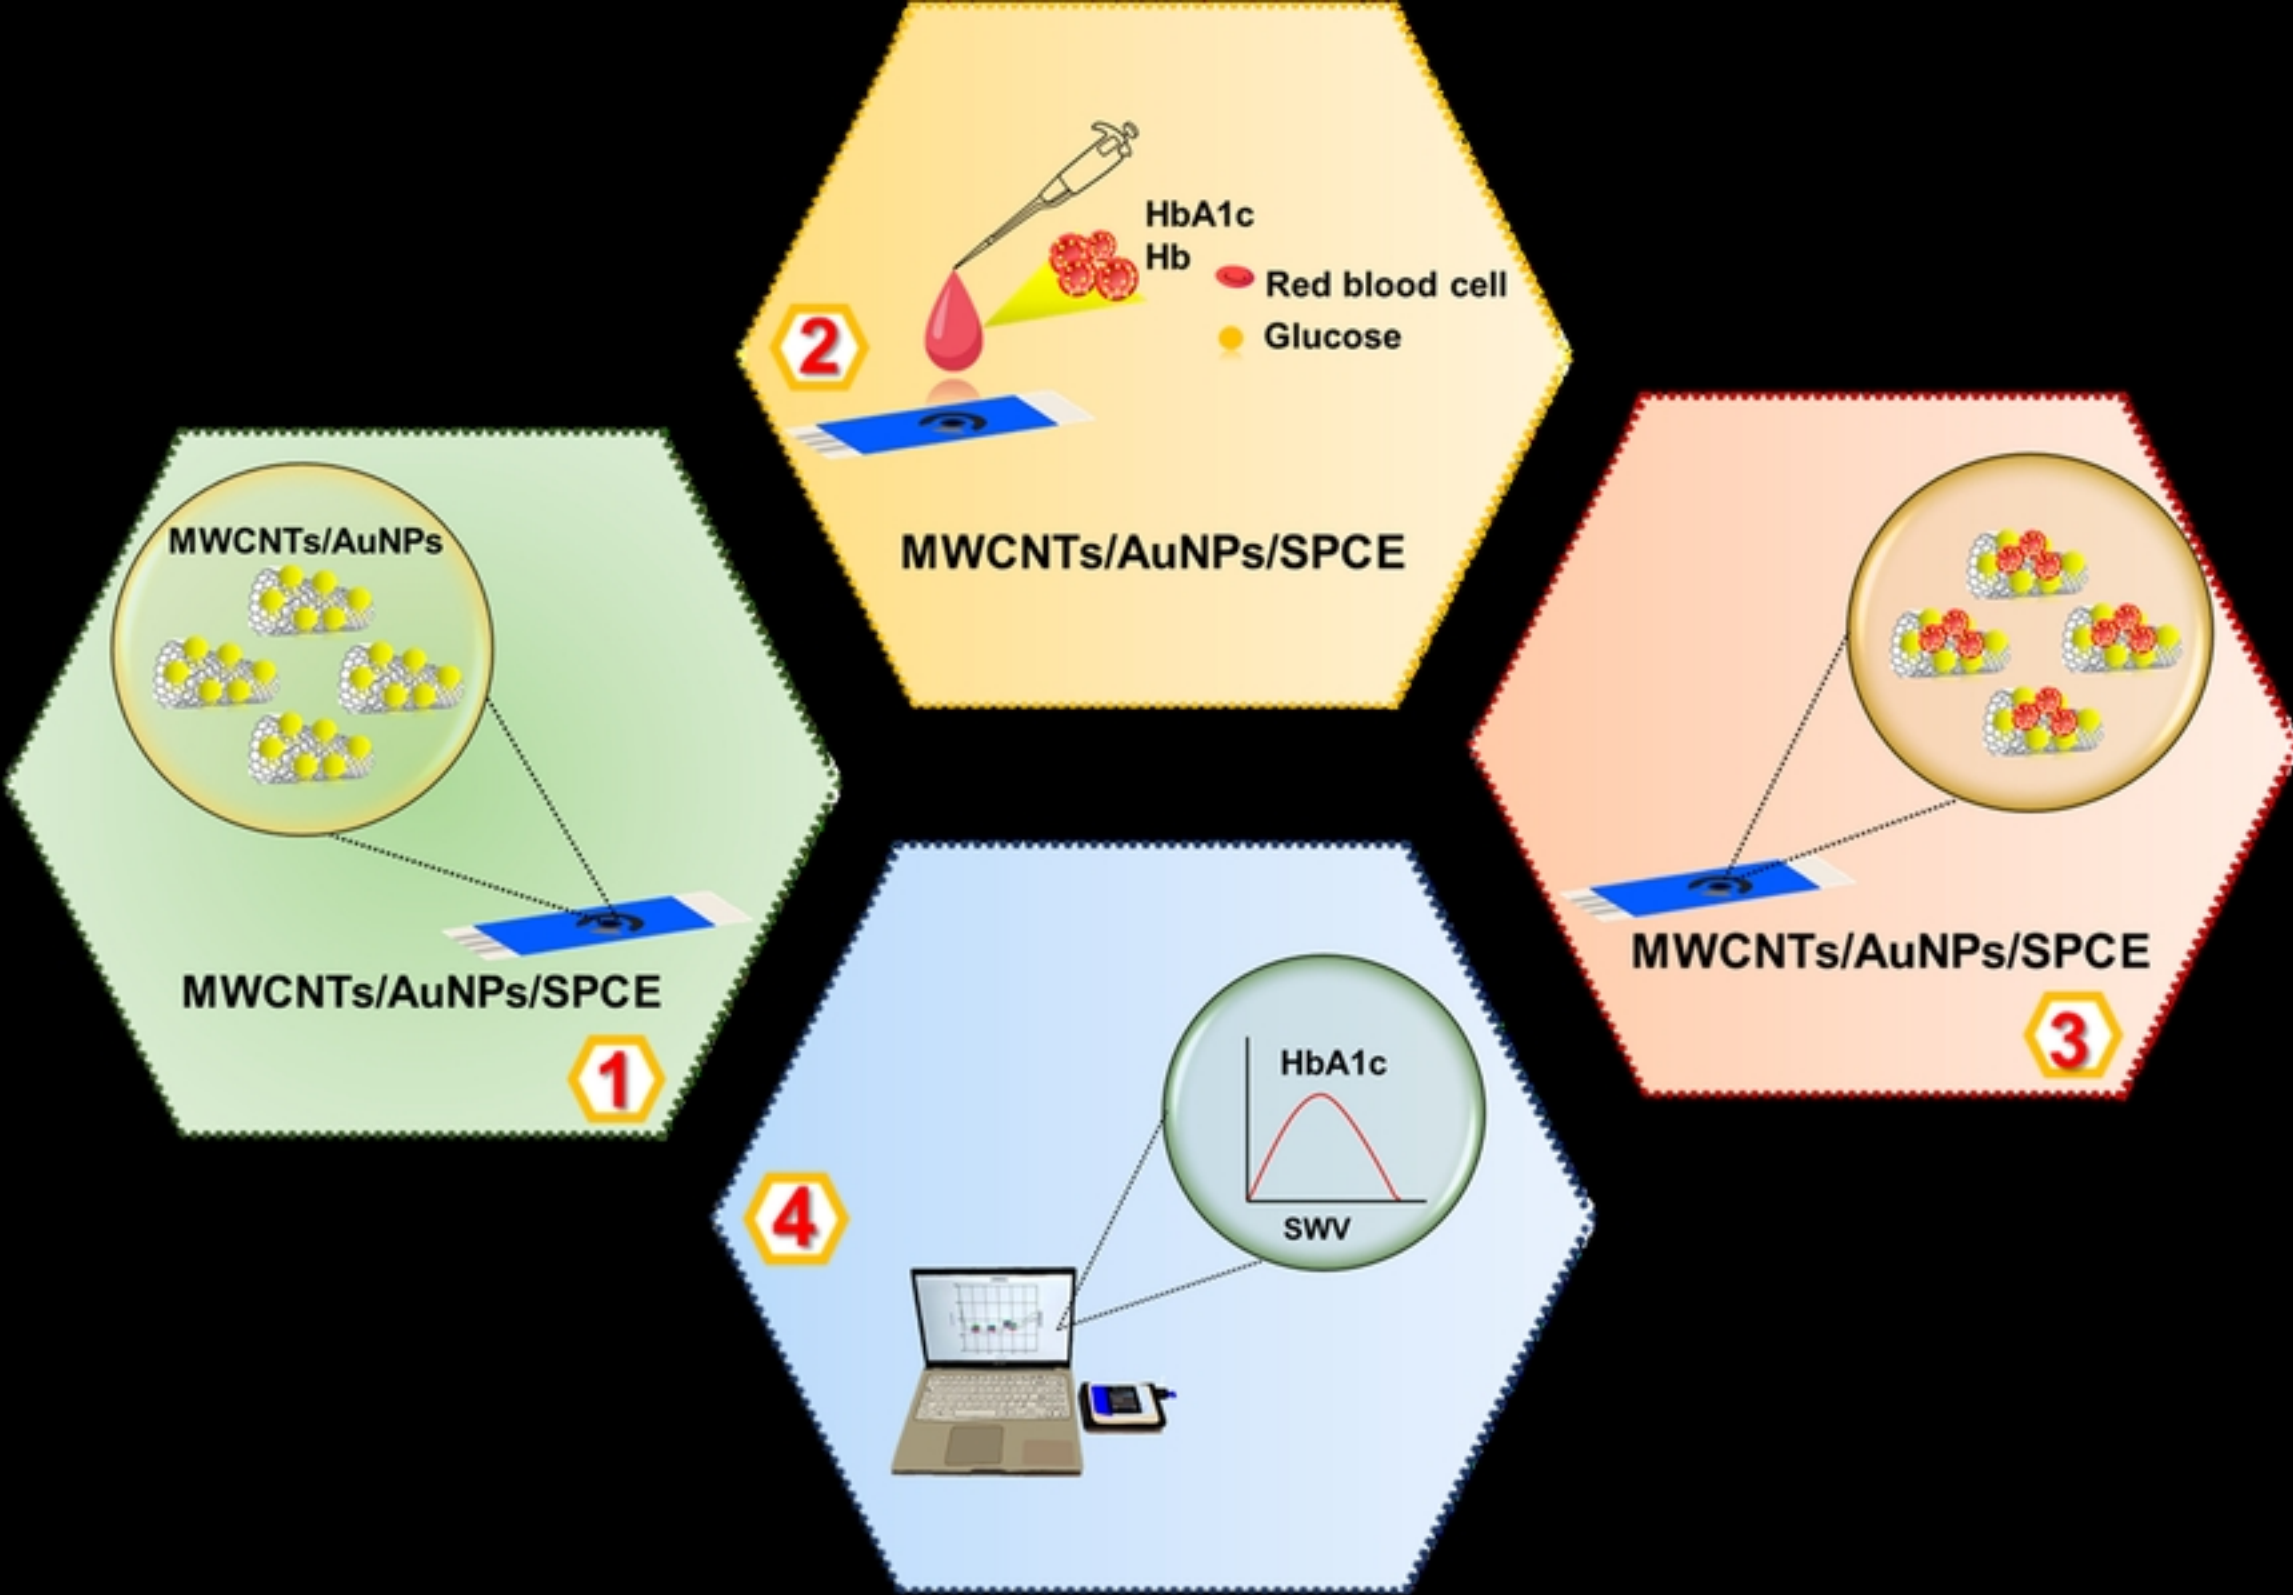 MWCNTs/AuNPs
MWCNTs/AuNPs/SPCE
1
HbA1c
Hb
Red blood cell
Glucose
2
MWCNTs/AuNPs/SPCE
MWCNTs/AuNPs/SPCE
3
HbA1c
SWV
4